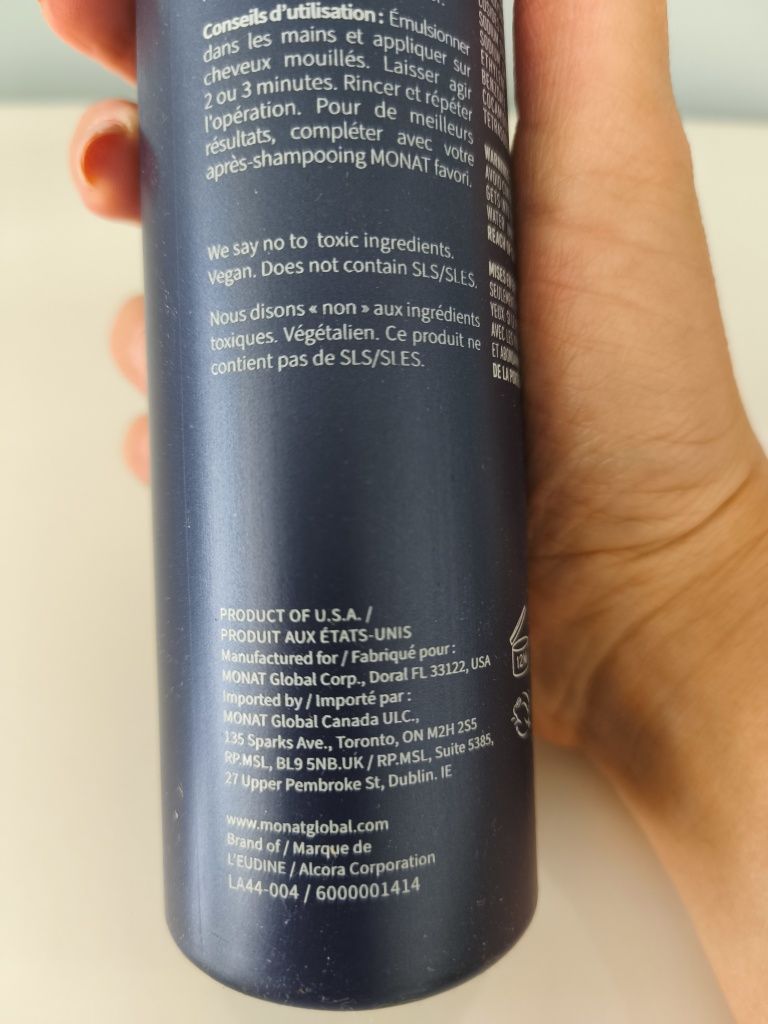 Conseils d'utilisation : Émulsionner
dans les mains et appliquer sur
cheveux mouillés. Laisser agir
2 ou 3 minutes. Rincer et répéter
l'opération. Pour de meilleurs
résultats, compléter avec votre
après-shampooing MONAT favori.
We say no to toxic ingredients.
Vegan. Does not contain SLS/SLES.
Nous disons « non » aux ingrédients
toxiques. Végétalien. Ce produit ne
contient pas de SLS/SLES.
PRODUCT OF U.S.A. /
PRODUIT AUX ÉTATS-UNIS
Manufactured for / Fabriqué pour :
MONAT Global Corp., Doral FL 33122, USA
Imported by / Importé par :
MONAT Global Canada ULC.,
135 Sparks Ave., Toronto, ON M2H 2S5
RP.MSL, BL9 5NB.UK / RP.MSL, Suite 5385,
27 Upper Pembroke St, Dublin. IE
www.monatglobal.com
Brand of / Marque de
L'EUDINE / Alcora Corporation
LA44-004 / 6000001414
MISES EN
DE LA
12M